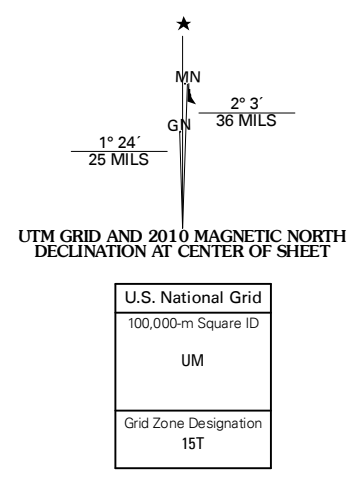 MN
GN
2° 3´
36 MILS
1° 24´
25 MILS
UTM GRID AND 2010 MAGNETIC NORTH
DECLINATION AT CENTER OF SHEET
U.S. National Grid
100,000-m Square ID
UM
Grid Zone Designation
15T